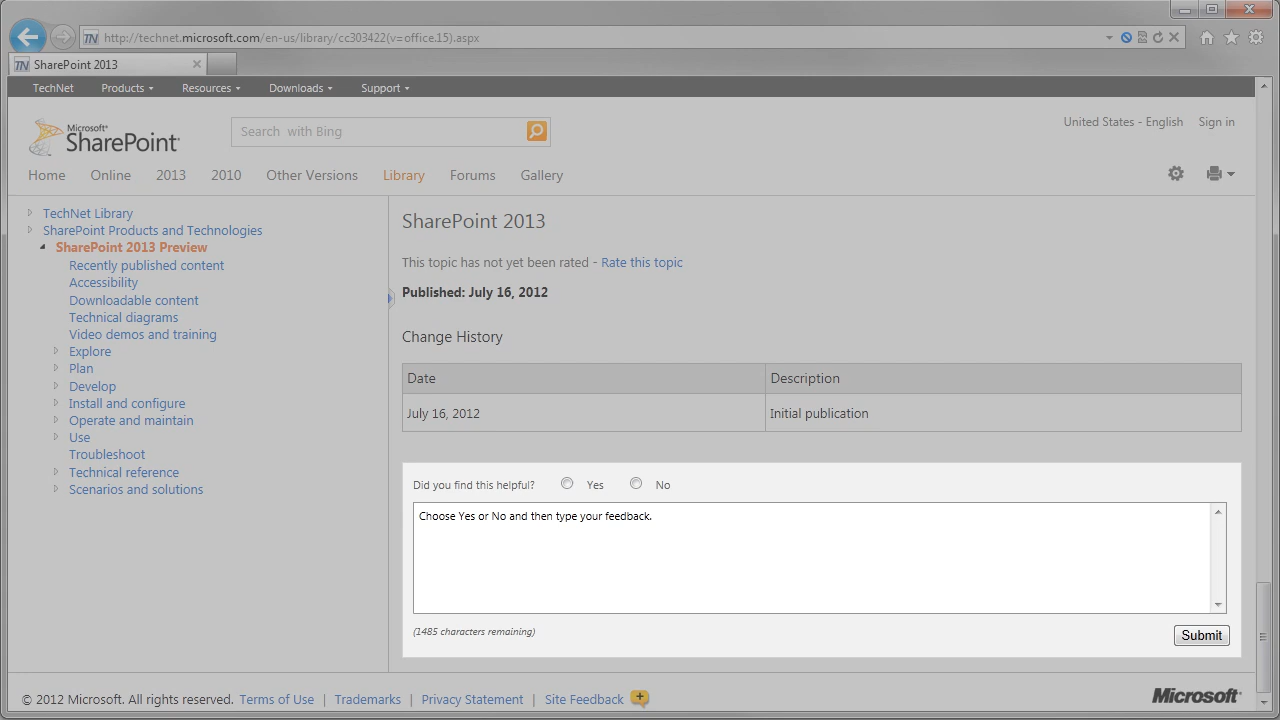 http://technet.microsoft.com/en-us/library/cc303422(v=office.15).aspx
SharePoint 2013
TechNet Products Resources Downloads Support
Microsoft® SharePoint®
Search with Bing
United States - English Sign in
Home Online 2013 2010 Other Versions Library Forums Gallery
TechNet Library
SharePoint Products and Technologies
SharePoint 2013 Preview
Recently published content
Accessibility
Downloadable content
Technical diagrams
Video demos and training
Explore
Plan
Develop
Install and configure
Operate and maintain
Use
Troubleshoot
Technical reference
Scenarios and solutions
SharePoint 2013
This topic has not yet been rated - Rate this topic
Published: July 16, 2012
Change History
Date Description
July 16, 2012 Initial publication
Did you find this helpful? Yes No
Choose Yes or No and then type your feedback.
(1485 characters remaining)
Submit
© 2012 Microsoft. All rights reserved. Terms of Use | Trademarks | Privacy Statement | Site Feedback
Microsoft®